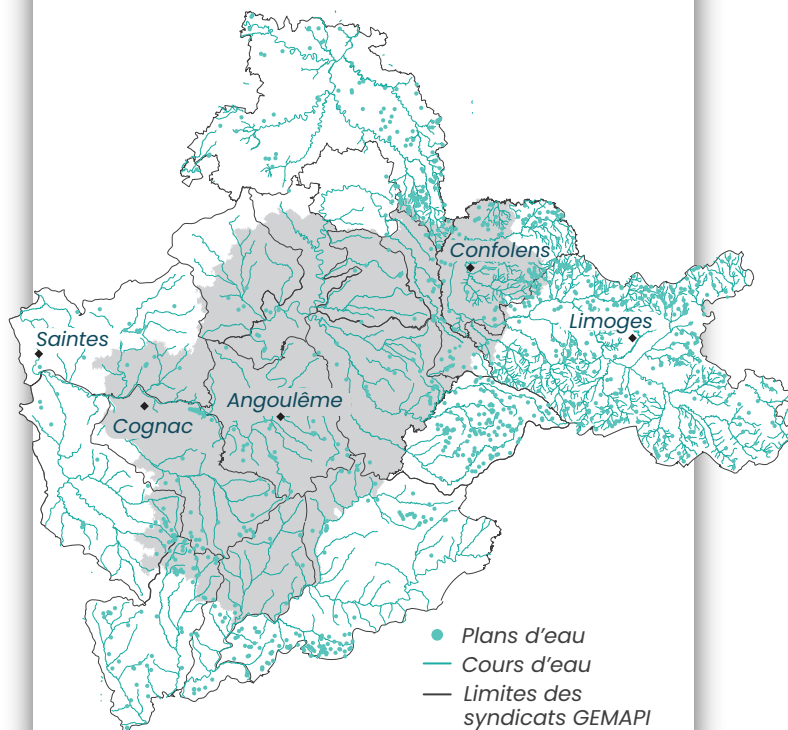 Confolens
Limoges
Saintes
Angoulême
Cognac
Plans d'eau
Cours d'eau
Limites des
syndicats GEMAPI